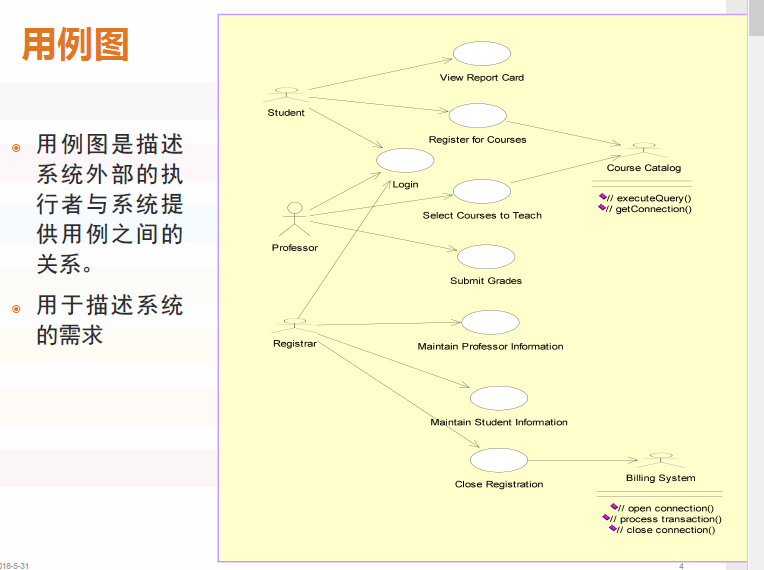 用例图
用例图是描述
系统外部的执
行者与系统提
供用例之间的
关系。
用于描述系统
的需求
View Report Card
Student
Register for Courses
Course Catalog
// executeQuery()
// getConnection()
Login
Select Courses to Teach
Professor
Submit Grades
Registrar
Maintain Professor Information
Maintain Student Information
Close Registration
Billing System
// open connection()
// process transaction()
// close connection()
018-5-31
4